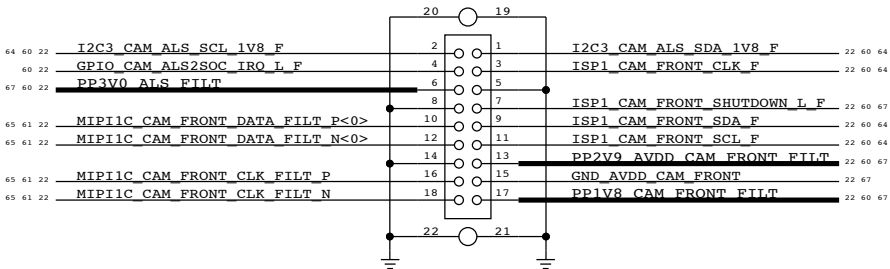 20 19
64 60 22 I2C3_CAM_ALS_SCL_1V8_F 2 1 I2C3_CAM_ALS_SDA_1V8_F 22 60 64
60 22 GPIO_CAM_ALS2SOC_IRQ_L_F 4 3 ISP1_CAM_FRONT_CLK_F 22 60 64
67 60 22 PP3V0_ALS_FILT 6 5
8 7 ISP1_CAM_FRONT_SHUTDOWN_L_F 22 60 67
65 61 22 MIPI1C_CAM_FRONT_DATA_FILT_P<0> 10 9 ISP1_CAM_FRONT_SDA_F 22 60 64
65 61 22 MIPI1C_CAM_FRONT_DATA_FILT_N<0> 12 11 ISP1_CAM_FRONT_SCL_F 22 60 64
14 13 PP2V9_AVDD_CAM_FRONT_FILT 22 60 67
65 61 22 MIPI1C_CAM_FRONT_CLK_FILT_P 16 15 GND_AVDD_CAM_FRONT 22 67
65 61 22 MIPI1C_CAM_FRONT_CLK_FILT_N 18 17 PP1V8_CAM_FRONT_FILT 22 60 67
22 21